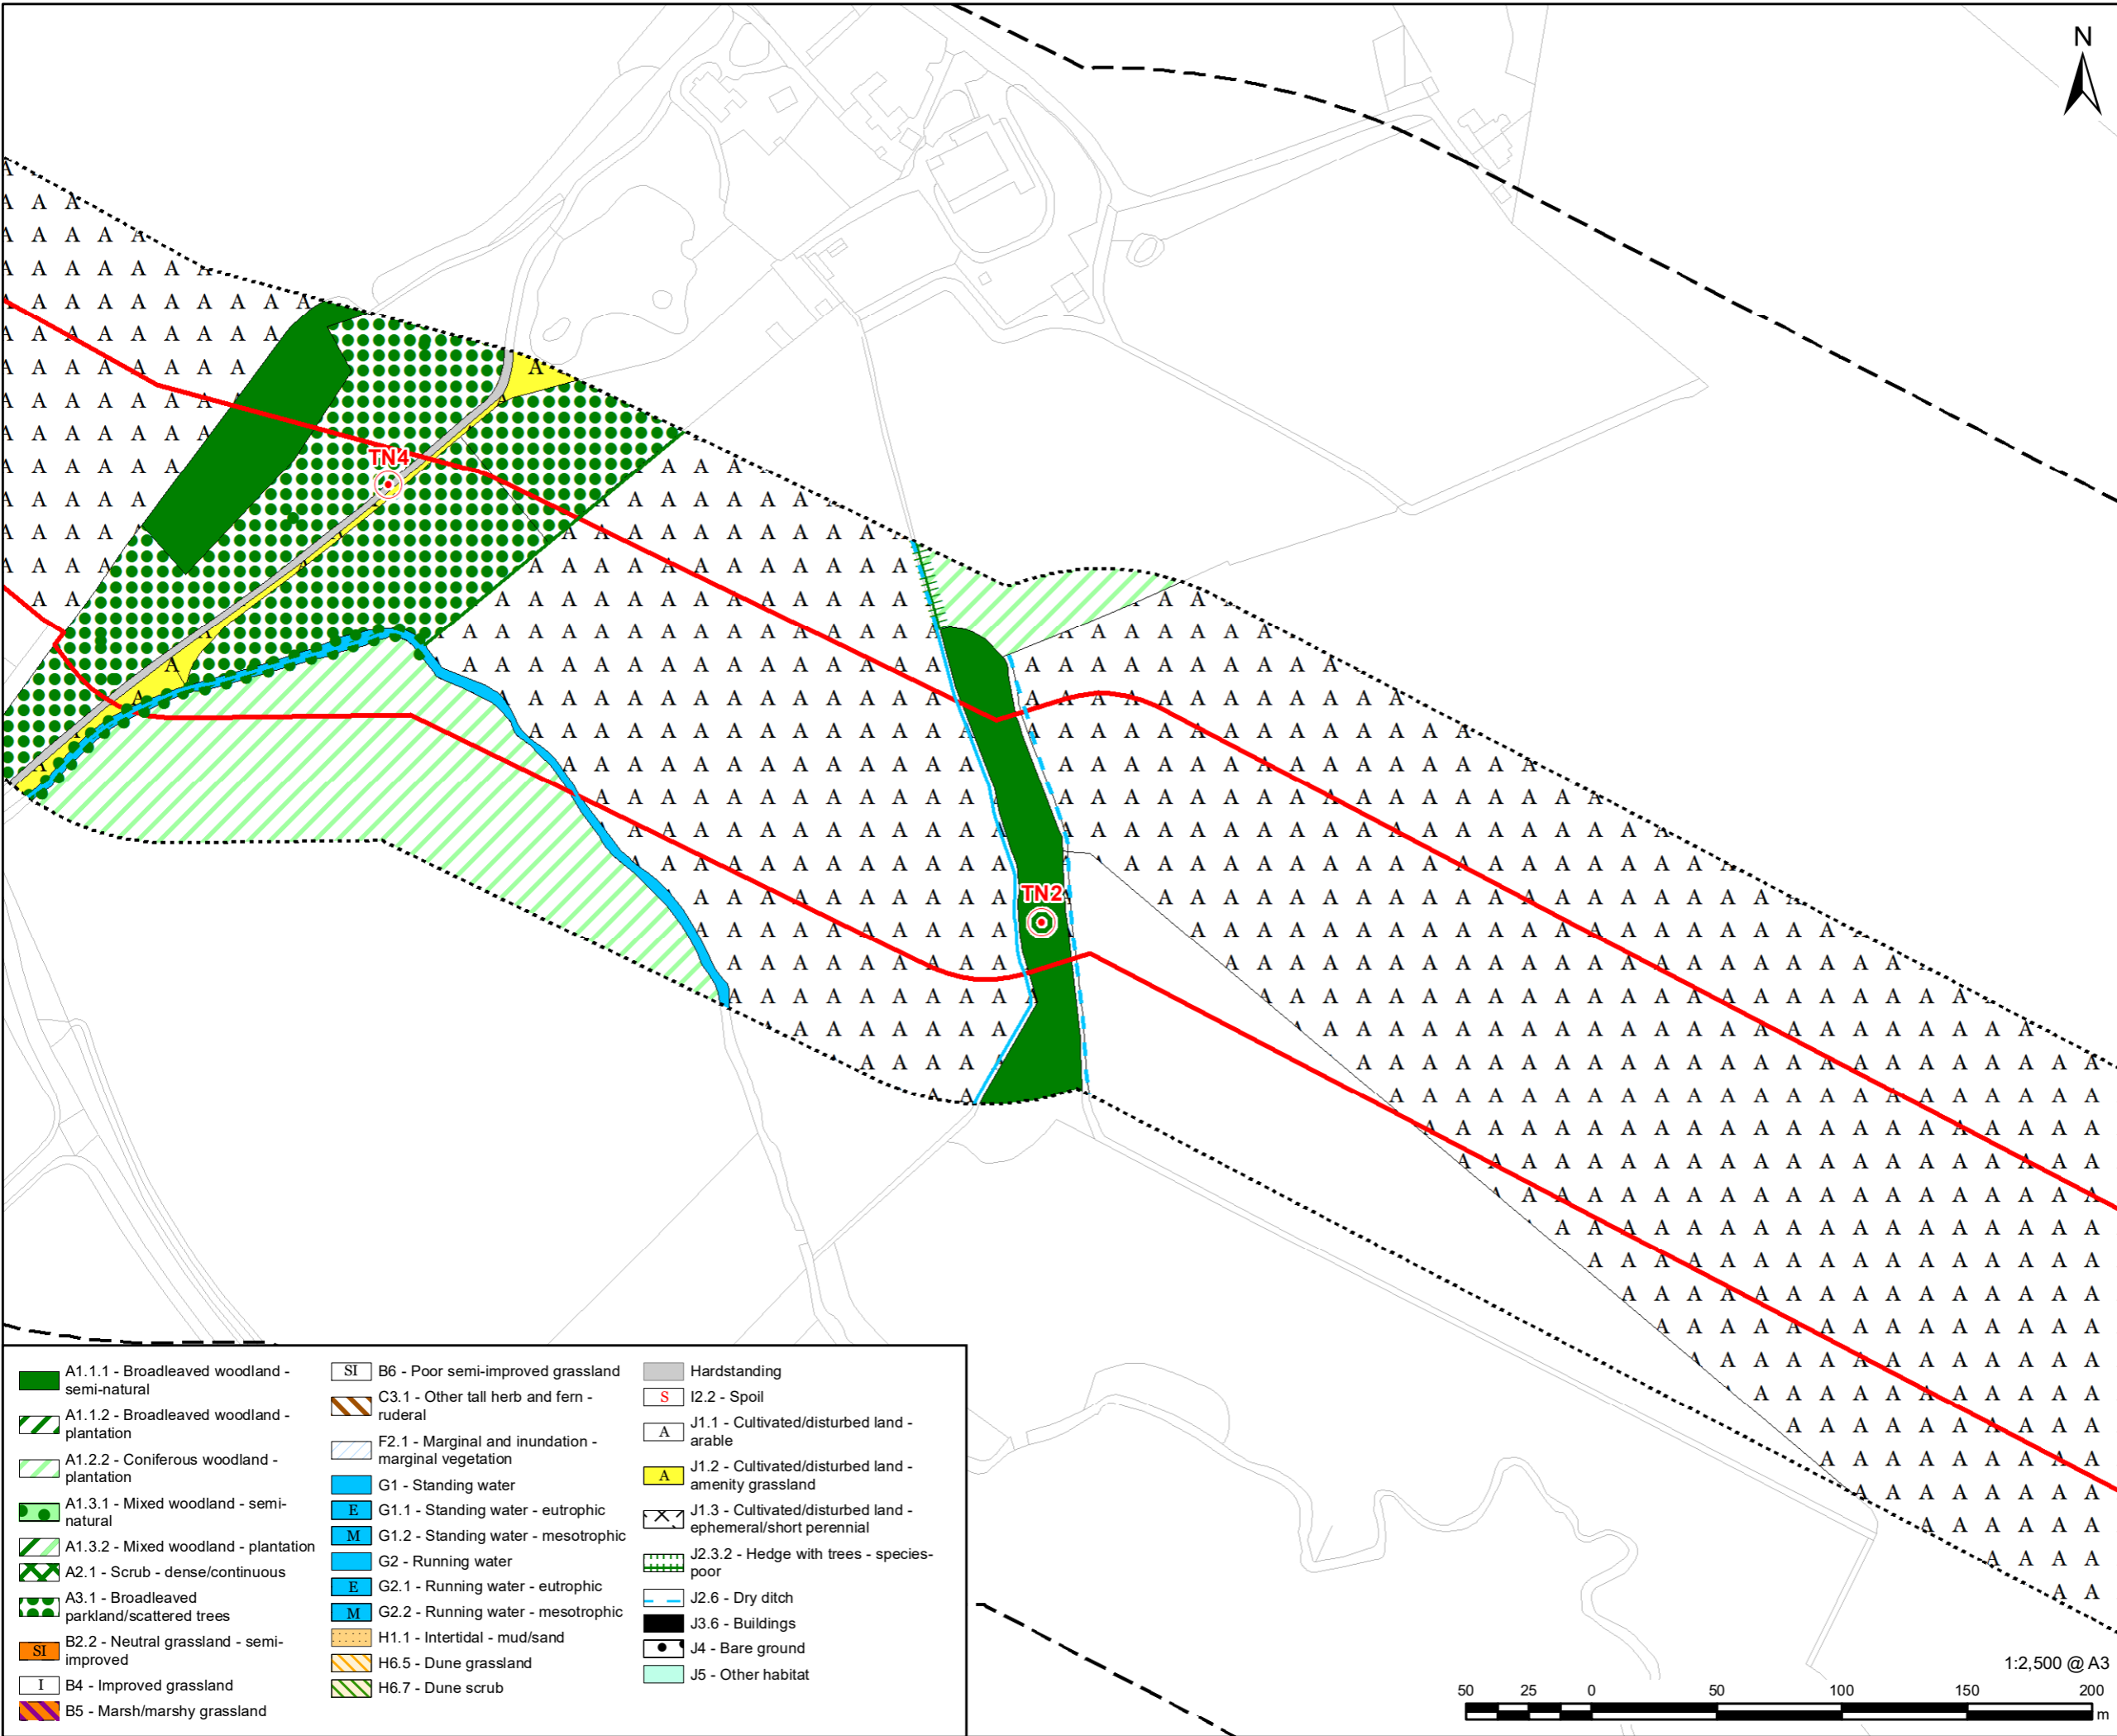 N
TN4
TN2
A1.1.1 - Broadleaved woodland -
semi-natural
A1.1.2 - Broadleaved woodland -
plantation
A1.2.2 - Coniferous woodland -
plantation
A1.3.1 - Mixed woodland - semi-
natural
A1.3.2 - Mixed woodland - plantation
A2.1 - Scrub - dense/continuous
A3.1 - Broadleaved
parkland/scattered trees
SI B2.2 - Neutral grassland - semi-
improved
I B4 - Improved grassland
B5 - Marsh/marshy grassland
SI B6 - Poor semi-improved grassland
C3.1 - Other tall herb and fern -
ruderal
F2.1 - Marginal and inundation -
marginal vegetation
G1 - Standing water
E G1.1 - Standing water - eutrophic
M G1.2 - Standing water - mesotrophic
G2 - Running water
E G2.1 - Running water - eutrophic
M G2.2 - Running water - mesotrophic
H1.1 - Intertidal - mud/sand
H6.5 - Dune grassland
H6.7 - Dune scrub
Hardstanding
S I2.2 - Spoil
A J1.1 - Cultivated/disturbed land -
arable
A J1.2 - Cultivated/disturbed land -
amenity grassland
J1.3 - Cultivated/disturbed land -
ephemeral/short perennial
J2.3.2 - Hedge with trees - species-
poor
J2.6 - Dry ditch
J3.6 - Buildings
J4 - Bare ground
J5 - Other habitat
1:2,500 @ A3
50 25 0 50 100 150 200
m